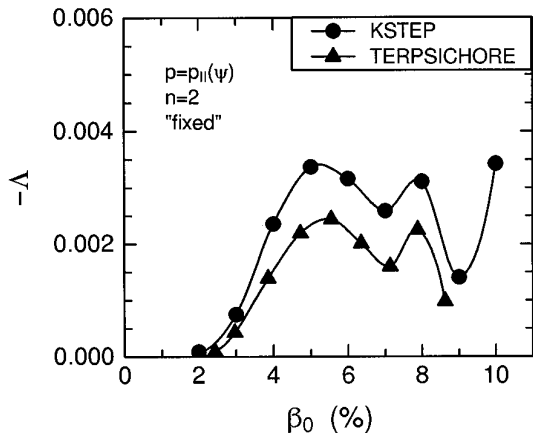 0.006
KSTEP
TERPSICHORE
p=p_II(ψ)
n=2
"fixed"
0.004
-Λ
0.002
0.000
0 2 4 6 8 10
β₀ (%)